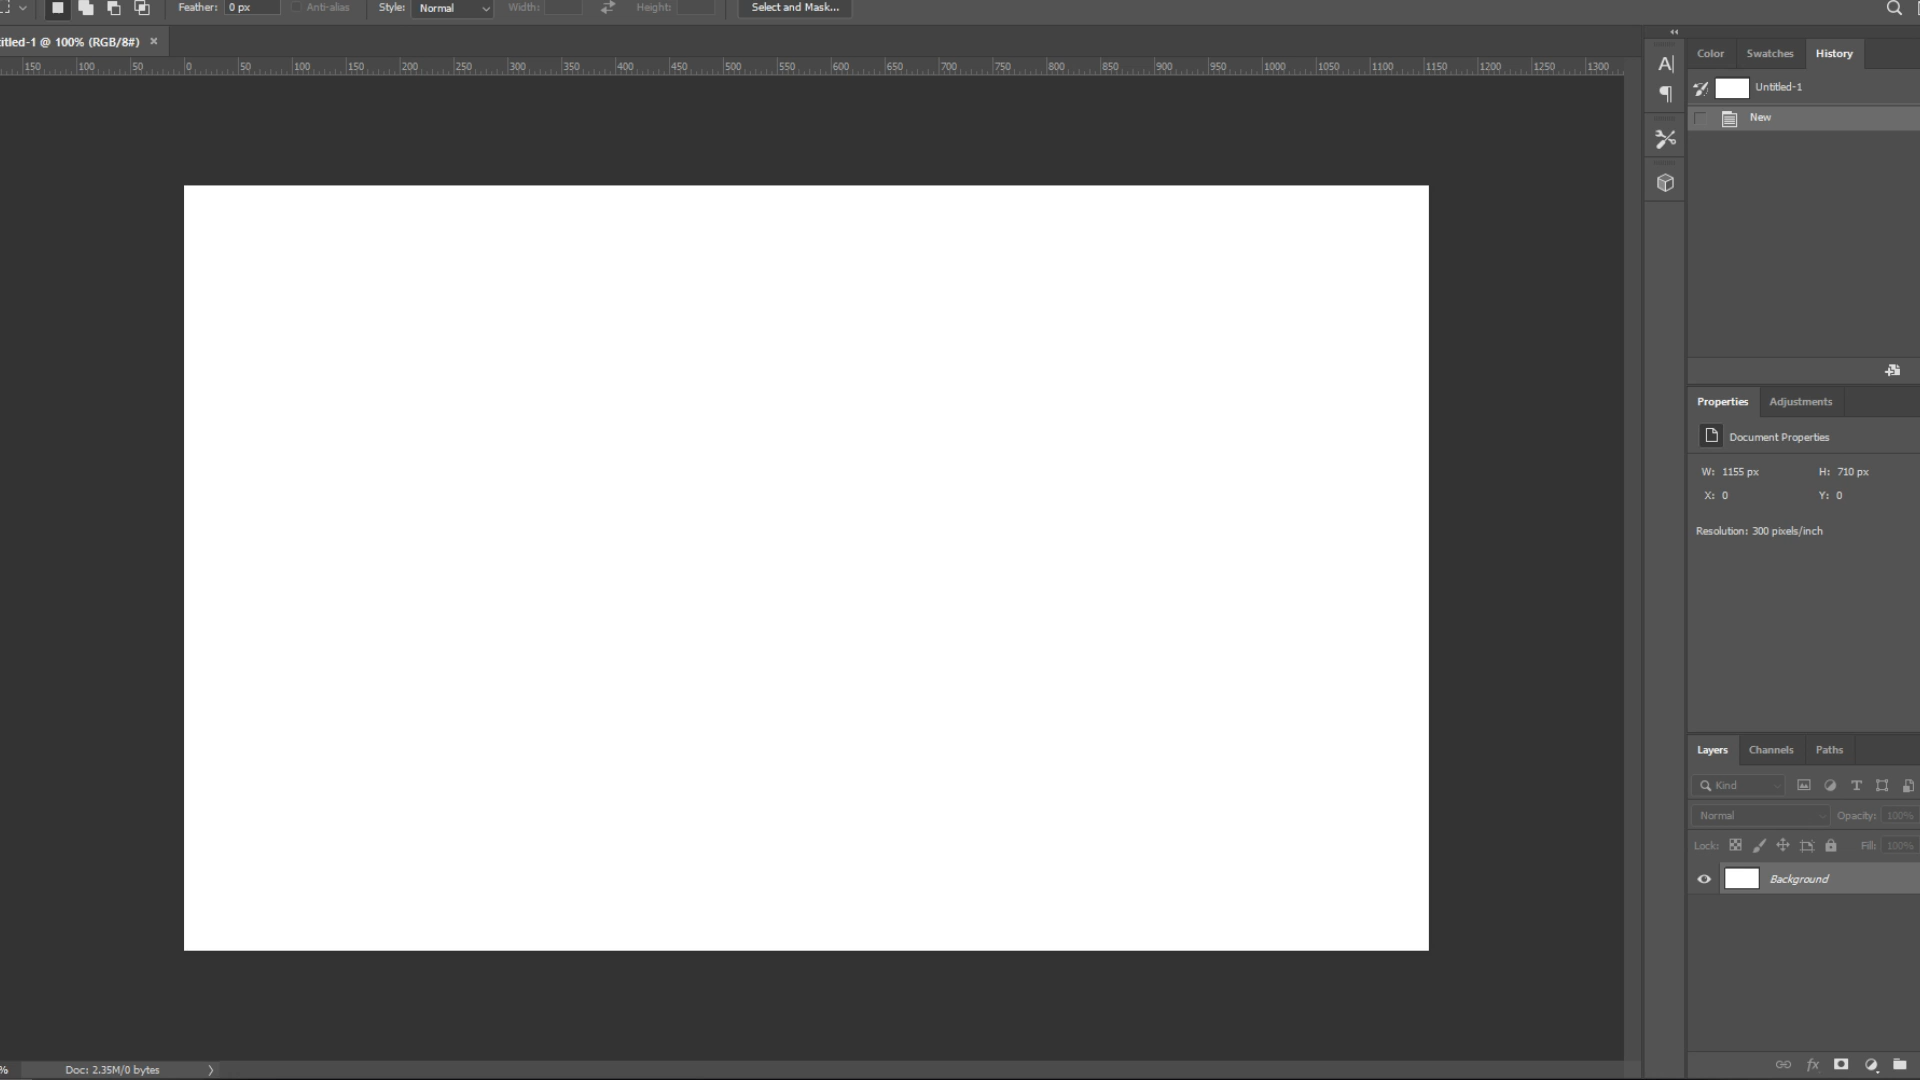 Feather: 0 px Anti-alias Style: Normal Width: Height: Select and Mask...
itled-1 @ 100% (RGB/8#) ×
150 100 50 0 50 100 150 200 250 300 350 400 450 500 550 600 650 700 750 800 850 900 950 1000 1050 1100 1150 1200 1250 1300
Color Swatches History
Untitled-1
New
Properties Adjustments
Document Properties
W: 1155 px H: 710 px
X: 0 Y: 0
Resolution: 300 pixels/inch
Layers Channels Paths
Kind
Normal Opacity: 100%
Lock: Fill: 100%
Background
fx
% Doc: 2.35M/0 bytes